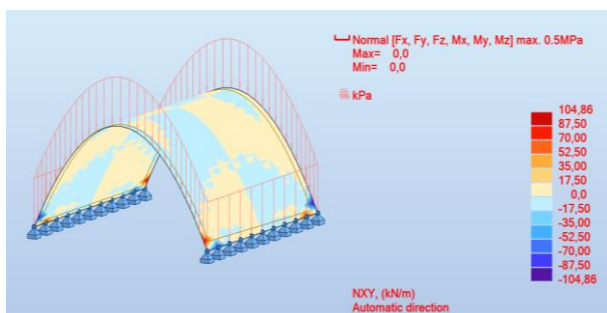 Normal [Fx, Fy, Fz, Mx, My, Mz] max. 0.5MPa
Max= 0,0
Min= 0,0
kPa
104,86
87,50
70,00
52,50
35,00
17,50
0,0
-17,50
-35,00
-52,50
-70,00
-87,50
-104,86
NXY, (kN/m)
Automatic direction